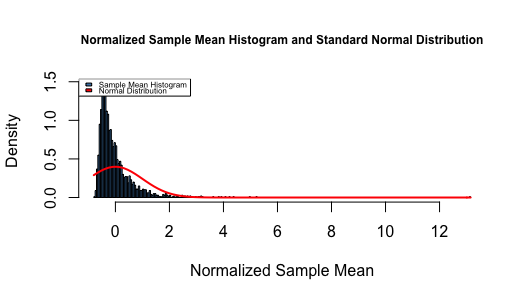 Normalized Sample Mean Histogram and Standard Normal Distribution
Sample Mean Histogram
Normal Distribution
Density
0.0 0.5 1.0 1.5
0 2 4 6 8 10 12
Normalized Sample Mean